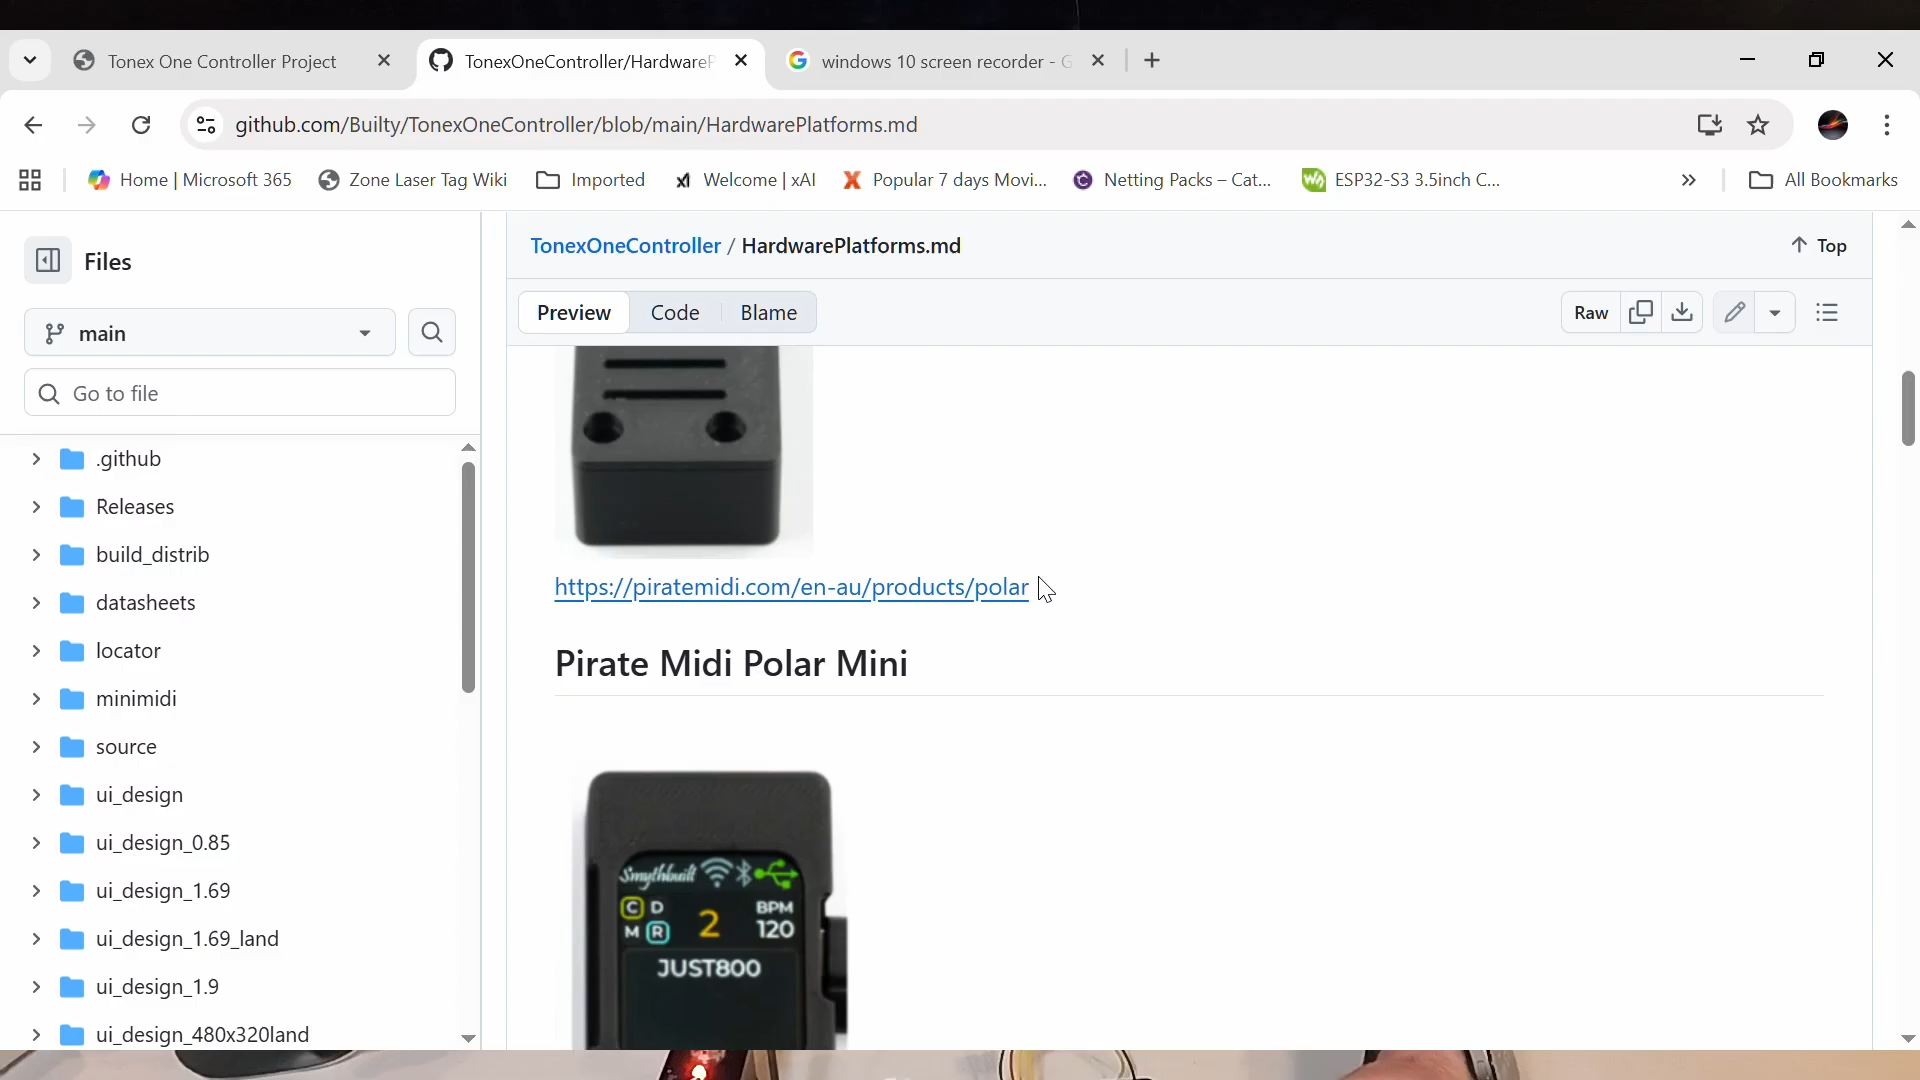 Tonex One Controller Project
TonexOneController/HardwareP
windows 10 screen recorder - G
github.com/Builty/TonexOneController/blob/main/HardwarePlatforms.md
Home | Microsoft 365
Zone Laser Tag Wiki
Imported
Welcome | xAI
Popular 7 days Movi...
Netting Packs – Cat...
ESP32-S3 3.5inch C...
All Bookmarks
Files
TonexOneController / HardwarePlatforms.md
Top
Preview
Code
Blame
Raw
main
Go to file
.github
Releases
build_distrib
datasheets
locator
minimidi
source
ui_design
ui_design_0.85
ui_design_1.69
ui_design_1.69_land
ui_design_1.9
ui_design_480x320land
https://piratemidi.com/en-au/products/polar
Pirate Midi Polar Mini
Smythbuilt
C D
M R
2
BPM
120
JUST800